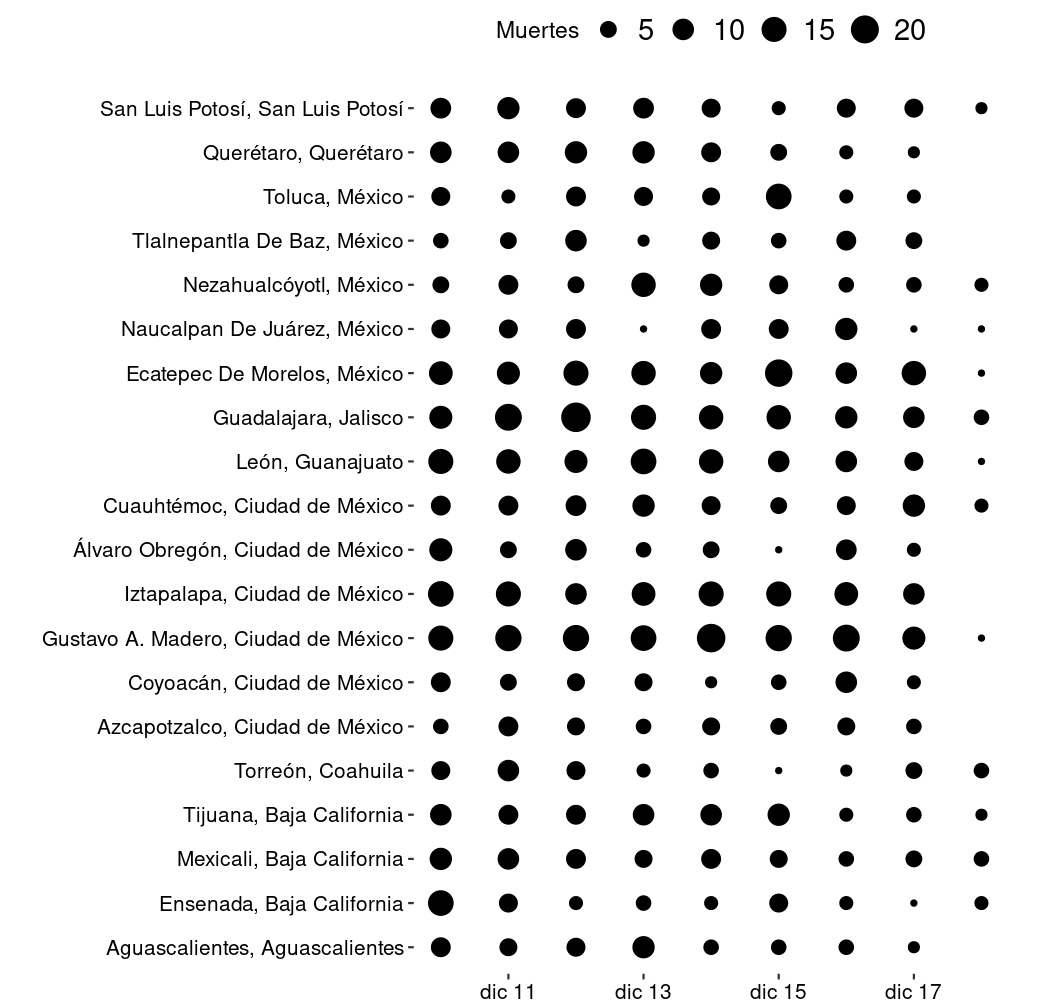 Muertes 5 10 15 20
San Luis Potosí, San Luis Potosí
Querétaro, Querétaro
Toluca, México
Tlalnepantla De Baz, México
Nezahualcóyotl, México
Naucalpan De Juárez, México
Ecatepec De Morelos, México
Guadalajara, Jalisco
León, Guanajuato
Cuauhtémoc, Ciudad de México
Álvaro Obregón, Ciudad de México
Iztapalapa, Ciudad de México
Gustavo A. Madero, Ciudad de México
Coyoacán, Ciudad de México
Azcapotzalco, Ciudad de México
Torreón, Coahuila
Tijuana, Baja California
Mexicali, Baja California
Ensenada, Baja California
Aguascalientes, Aguascalientes
dic 11 dic 13 dic 15 dic 17